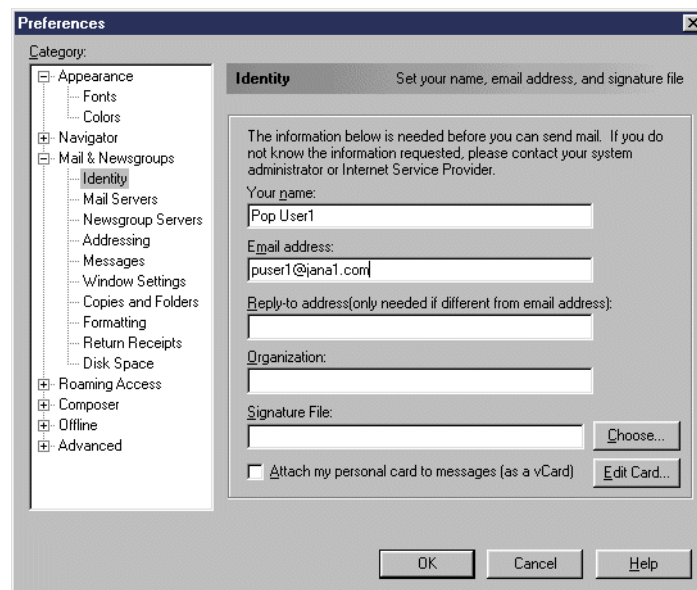 Preferences
Category:
Appearance
Fonts
Colors
Navigator
Mail & Newsgroups
Identity
Mail Servers
Newsgroup Servers
Addressing
Messages
Window Settings
Copies and Folders
Formatting
Return Receipts
Disk Space
Roaming Access
Composer
Offline
Advanced
Identity Set your name, email address, and signature file
The information below is needed before you can send mail. If you do
not know the information requested, please contact your system
administrator or Internet Service Provider.
Your name:
Pop User1
Email address:
puser1@jana1.com
Reply-to address(only needed if different from email address):
Organization:
Signature File:
Choose...
Attach my personal card to messages (as a vCard)
Edit Card...
OK Cancel Help